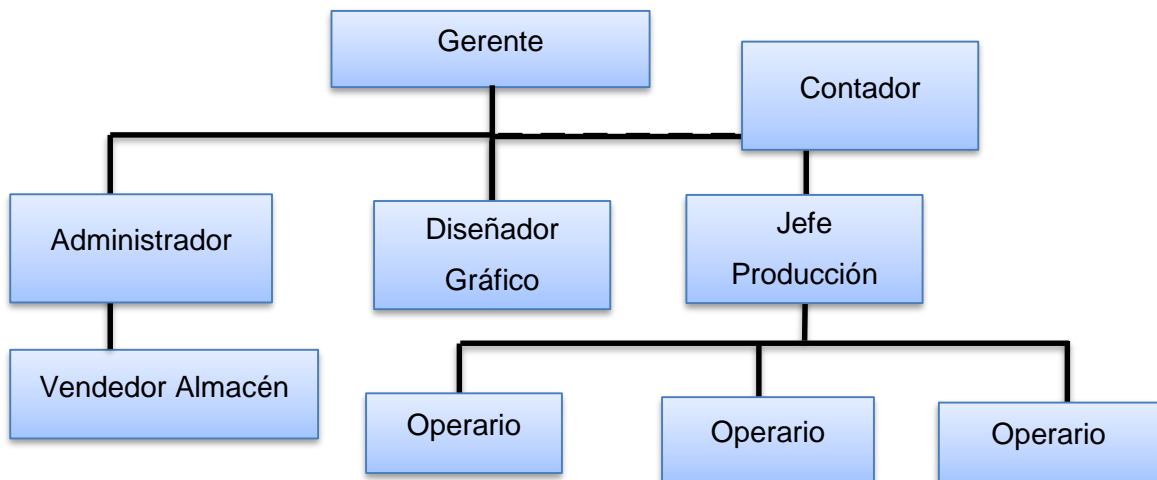 Gerente
Contador
Administrador
Diseñador
Gráfico
Jefe
Producción
Vendedor Almacén
Operario
Operario
Operario